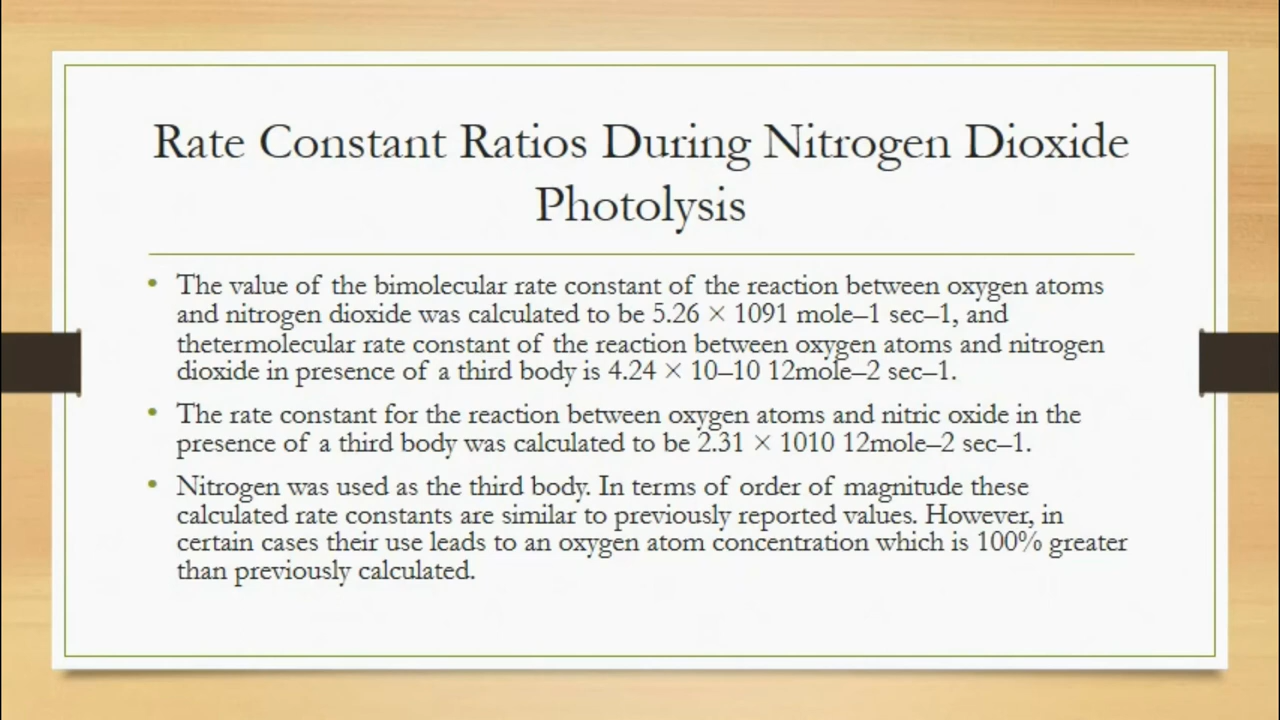 Rate Constant Ratios During Nitrogen Dioxide
Photolysis
• The value of the bimolecular rate constant of the reaction between oxygen atoms
and nitrogen dioxide was calculated to be 5.26 × 1091 mole–1 sec–1, and
thetermolecular rate constant of the reaction between oxygen atoms and nitrogen
dioxide in presence of a third body is 4.24 × 10–10 12mole–2 sec–1.
• The rate constant for the reaction between oxygen atoms and nitric oxide in the
presence of a third body was calculated to be 2.31 × 1010 12mole–2 sec–1.
• Nitrogen was used as the third body. In terms of order of magnitude these
calculated rate constants are similar to previously reported values. However, in
certain cases their use leads to an oxygen atom concentration which is 100% greater
than previously calculated.